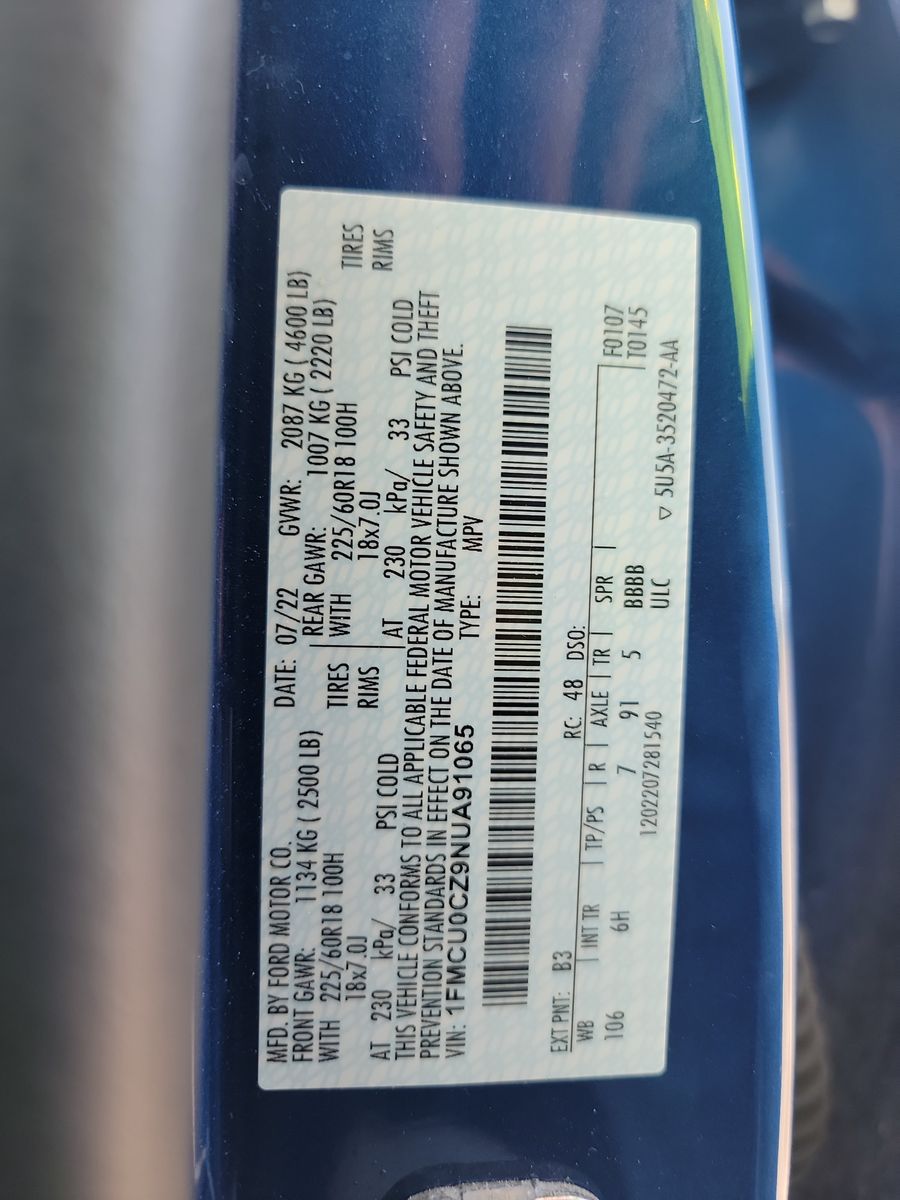 MFD. BY FORD MOTOR CO. DATE: 07/22 GVWR: 2087 KG ( 4600 LB)
FRONT GAWR: 1134 KG ( 2500 LB) REAR GAWR: 1007 KG ( 2220 LB)
WITH 225/60R18 100H TIRES WITH 225/60R18 100H TIRES
18x7.0J RIMS 18x7.0J RIMS
AT 230 kPa/ 33 PSI COLD AT 230 kPa/ 33 PSI COLD
THIS VEHICLE CONFORMS TO ALL APPLICABLE FEDERAL MOTOR VEHICLE SAFETY AND THEFT
PREVENTION STANDARDS IN EFFECT ON THE DATE OF MANUFACTURE SHOWN ABOVE.
VIN: 1FMCU0CZ9NUA91065 TYPE: MPV
EXT PNT: B3 RC: 48 DSO:
WB INT TR TP/PS R AXLE TR SPR F0107
106 6H 7 91 5 BBBB T0145
ULC
1202207281540 ▽ 5U5A-3520472-AA